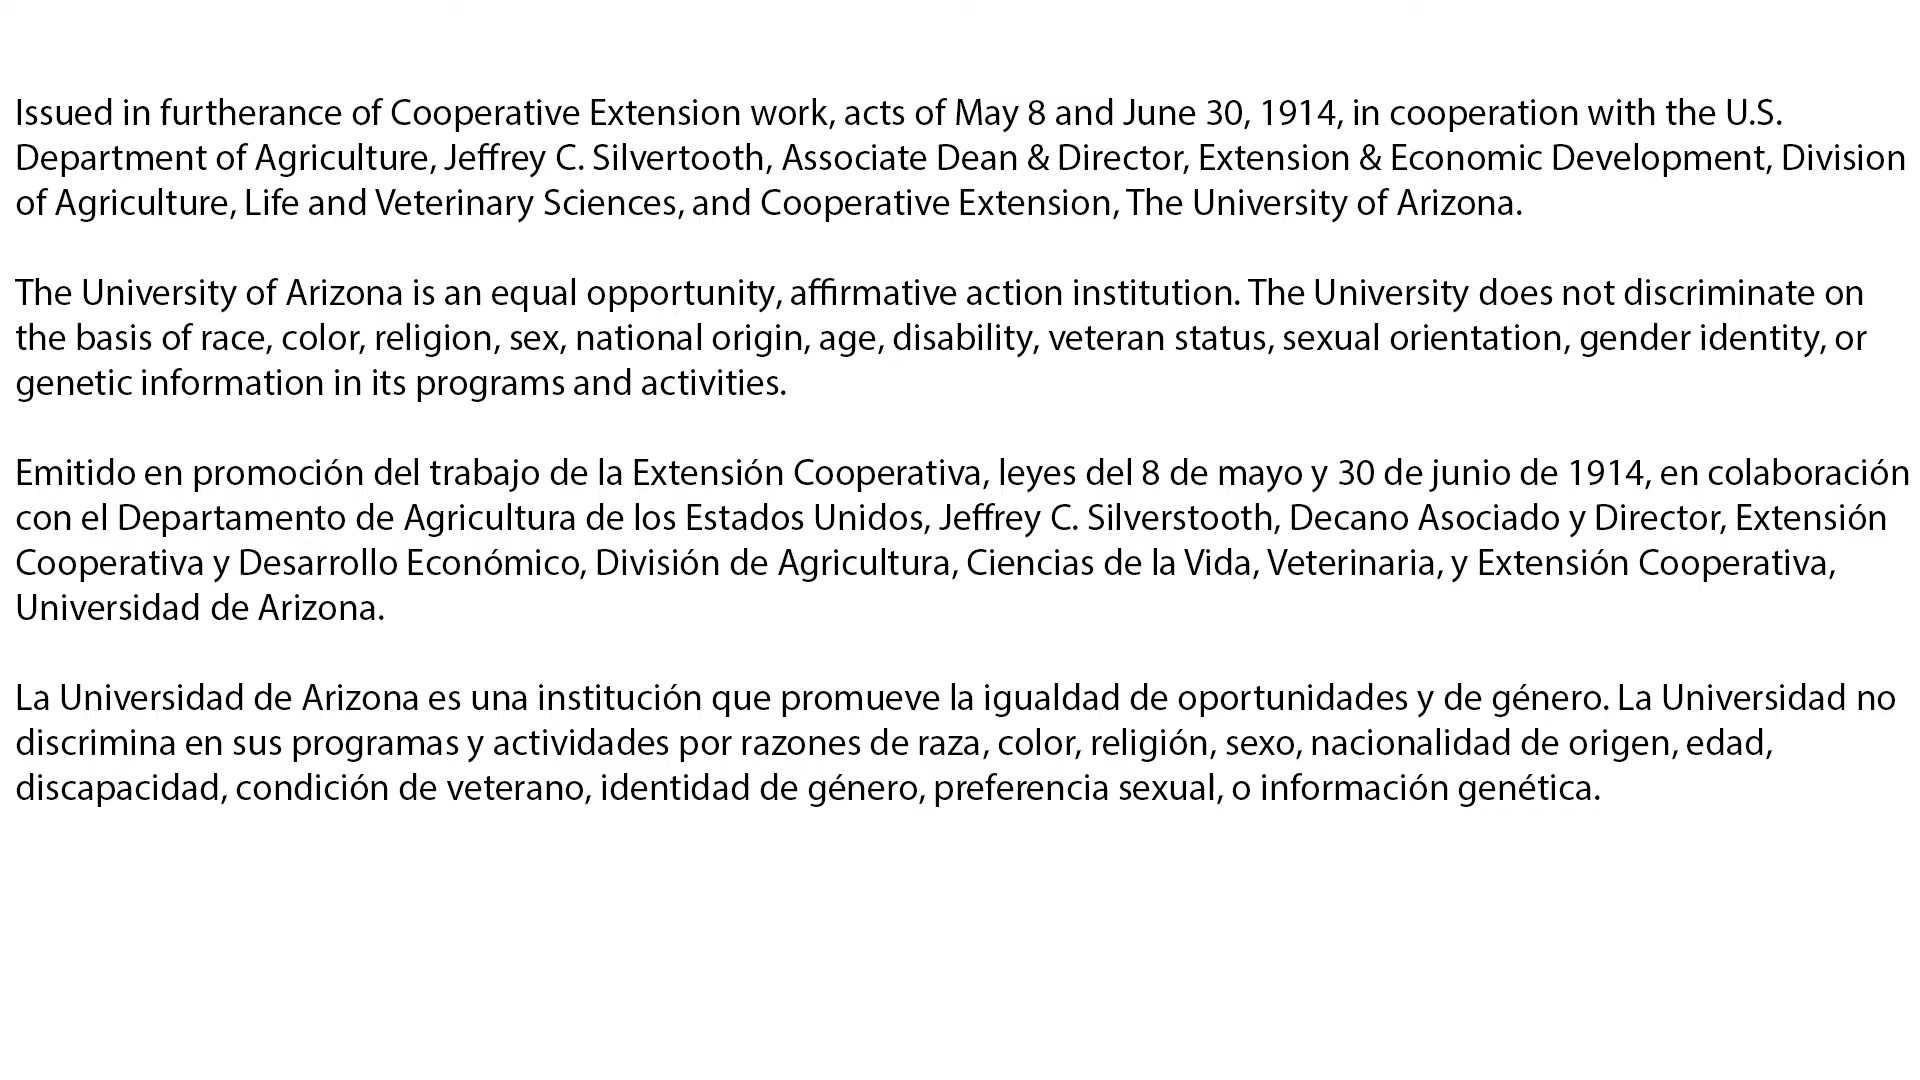 Issued in furtherance of Cooperative Extension work, acts of May 8 and June 30, 1914, in cooperation with the U.S.
Department of Agriculture, Jeffrey C. Silvertooth, Associate Dean & Director, Extension & Economic Development, Division
of Agriculture, Life and Veterinary Sciences, and Cooperative Extension, The University of Arizona.
The University of Arizona is an equal opportunity, affirmative action institution. The University does not discriminate on
the basis of race, color, religion, sex, national origin, age, disability, veteran status, sexual orientation, gender identity, or
genetic information in its programs and activities.
Emitido en promoción del trabajo de la Extensión Cooperativa, leyes del 8 de mayo y 30 de junio de 1914, en colaboración
con el Departamento de Agricultura de los Estados Unidos, Jeffrey C. Silverstooth, Decano Asociado y Director, Extensión
Cooperativa y Desarrollo Económico, División de Agricultura, Ciencias de la Vida, Veterinaria, y Extensión Cooperativa,
Universidad de Arizona.
La Universidad de Arizona es una institución que promueve la igualdad de oportunidades y de género. La Universidad no
discrimina en sus programas y actividades por razones de raza, color, religión, sexo, nacionalidad de origen, edad,
discapacidad, condición de veterano, identidad de género, preferencia sexual, o información genética.